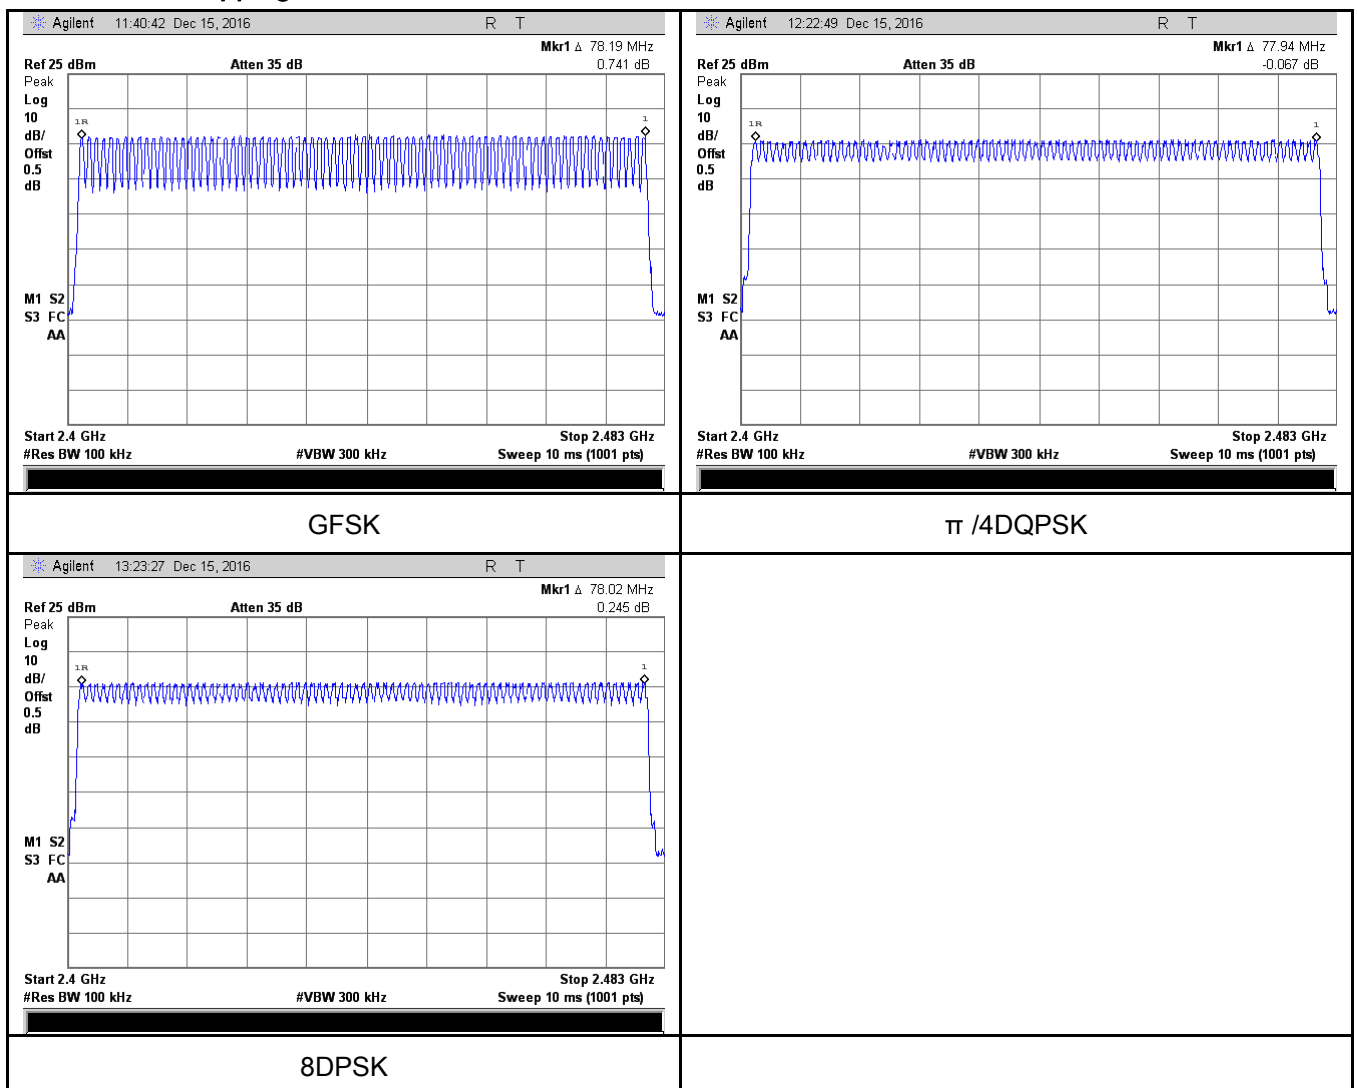 Agilent 11:40:42 Dec 15, 2016 R T
Mkr1 Δ 78.19 MHz
Ref 25 dBm Atten 35 dB 0.741 dB
Peak
Log
10
dB/
Offst
0.5
dB
1R
1
M1 S2
S3 FC
AA
Start 2.4 GHz Stop 2.483 GHz
#Res BW 100 kHz #VBW 300 kHz Sweep 10 ms (1001 pts)
GFSK
Agilent 12:22:49 Dec 15, 2016 R T
Mkr1 Δ 77.94 MHz
Ref 25 dBm Atten 35 dB -0.067 dB
Peak
Log
10
dB/
Offst
0.5
dB
1R
1
M1 S2
S3 FC
AA
Start 2.4 GHz Stop 2.483 GHz
#Res BW 100 kHz #VBW 300 kHz Sweep 10 ms (1001 pts)
π /4DQPSK
Agilent 13:23:27 Dec 15, 2016 R T
Mkr1 Δ 78.02 MHz
Ref 25 dBm Atten 35 dB 0.245 dB
Peak
Log
10
dB/
Offst
0.5
dB
1R
1
M1 S2
S3 FC
AA
Start 2.4 GHz Stop 2.483 GHz
#Res BW 100 kHz #VBW 300 kHz Sweep 10 ms (1001 pts)
8DPSK